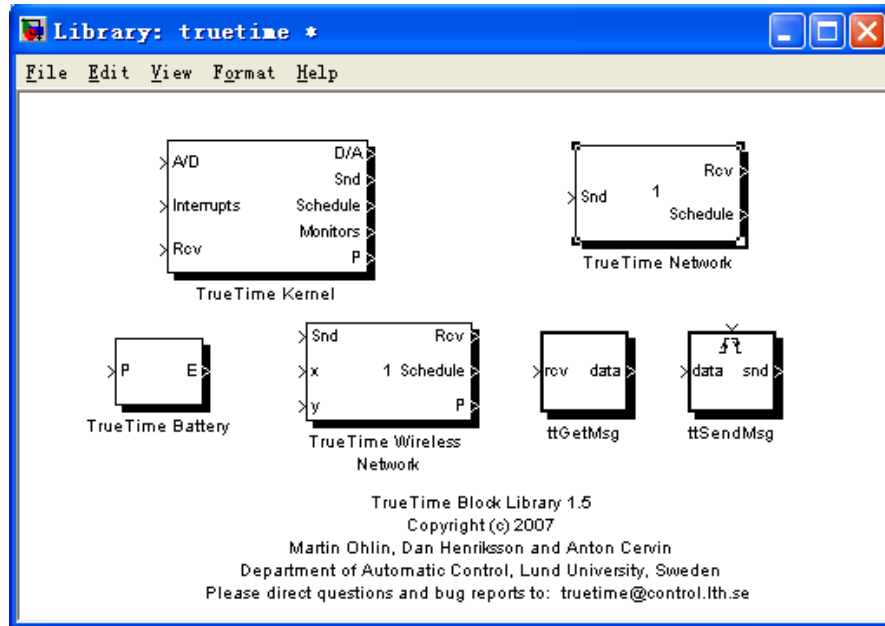 Library: truetime *
File Edit View Format Help
A/D
Interrupts
Rcv
D/A
Snd
Schedule
Monitors
P
TrueTime Kernel
Snd
1
Rcv
Schedule
TrueTime Network
P
E
TrueTime Battery
Snd
x
y
1
Rcv
Schedule
P
TrueTime Wireless
Network
rcv data
ttGetMsg
data snd
ttSendMsg
TrueTime Block Library 1.5
Copyright (c) 2007
Martin Ohlin, Dan Henriksson and Anton Cervin
Department of Automatic Control, Lund University, Sweden
Please direct questions and bug reports to: truetime@control.lth.se